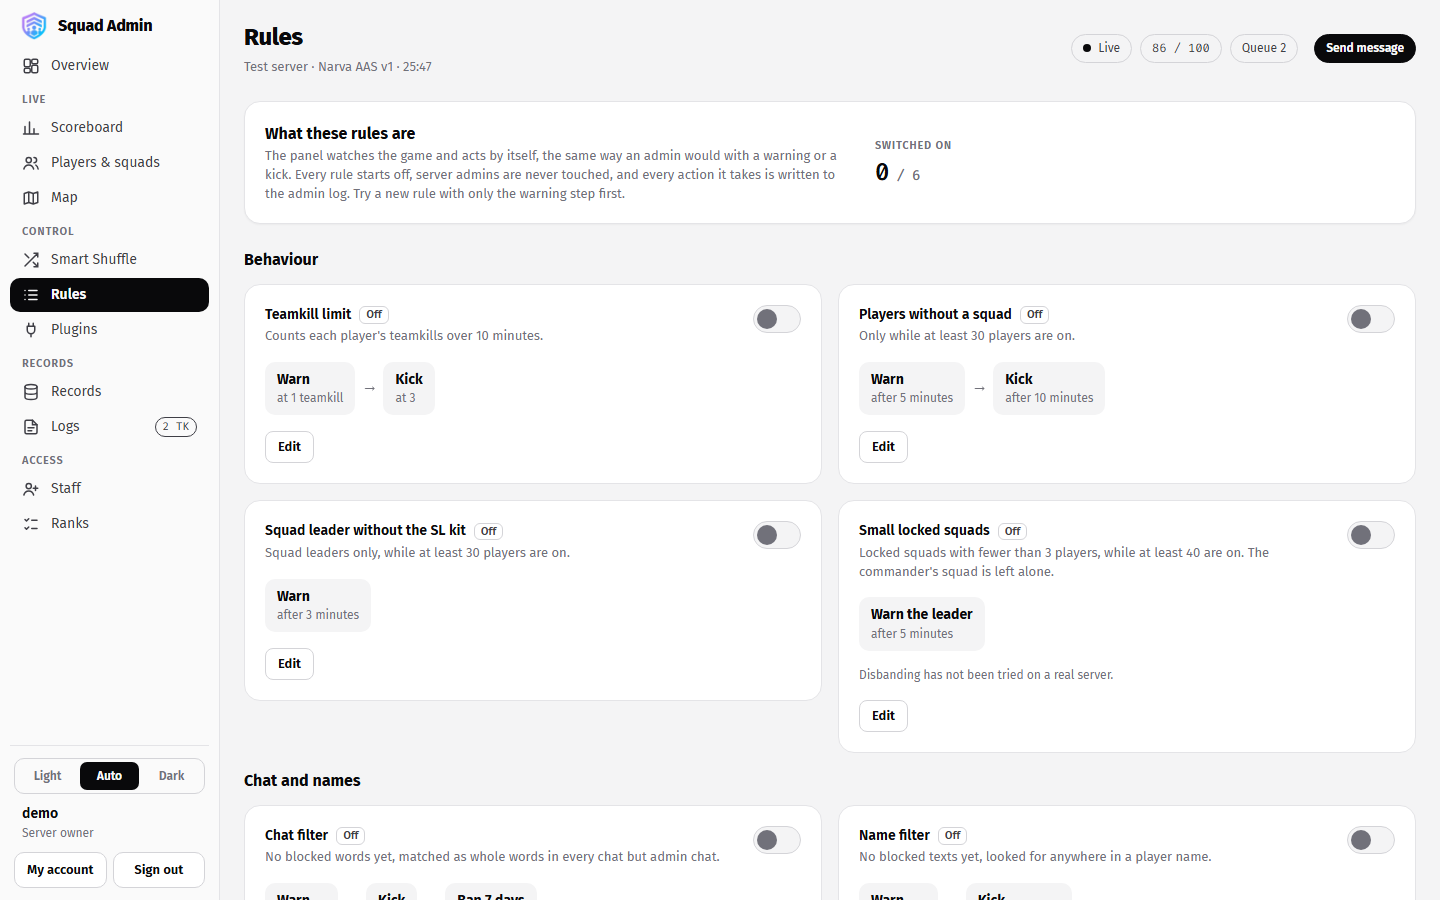 Squad Admin
Overview
LIVE
Scoreboard
Players & squads
Map
CONTROL
Smart Shuffle
Rules
Plugins
RECORDS
Records
Logs
2 TK
ACCESS
Staff
Ranks
Light
Auto
Dark
demo
Server owner
My account
Sign out
Rules
Test server · Narva AAS v1 · 25:47
Live
86 / 100
Queue 2
Send message
What these rules are
The panel watches the game and acts by itself, the same way an admin would with a warning or a
kick. Every rule starts off, server admins are never touched, and every action it takes is written to
the admin log. Try a new rule with only the warning step first.
SWITCHED ON
0 / 6
Behaviour
Teamkill limit
Off
Counts each player's teamkills over 10 minutes.
Warn
at 1 teamkill
→
Kick
at 3
Edit
Players without a squad
Off
Only while at least 30 players are on.
Warn
after 5 minutes
→
Kick
after 10 minutes
Edit
Squad leader without the SL kit
Off
Squad leaders only, while at least 30 players are on.
Warn
after 3 minutes
Edit
Small locked squads
Off
Locked squads with fewer than 3 players, while at least 40 are on. The
commander's squad is left alone.
Warn the leader
after 5 minutes
Disbanding has not been tried on a real server.
Edit
Chat and names
Chat filter
Off
No blocked words yet, matched as whole words in every chat but admin chat.
Warn
Kick
Ban 7 days
Name filter
Off
No blocked texts yet, looked for anywhere in a player name.
Warn
Kick